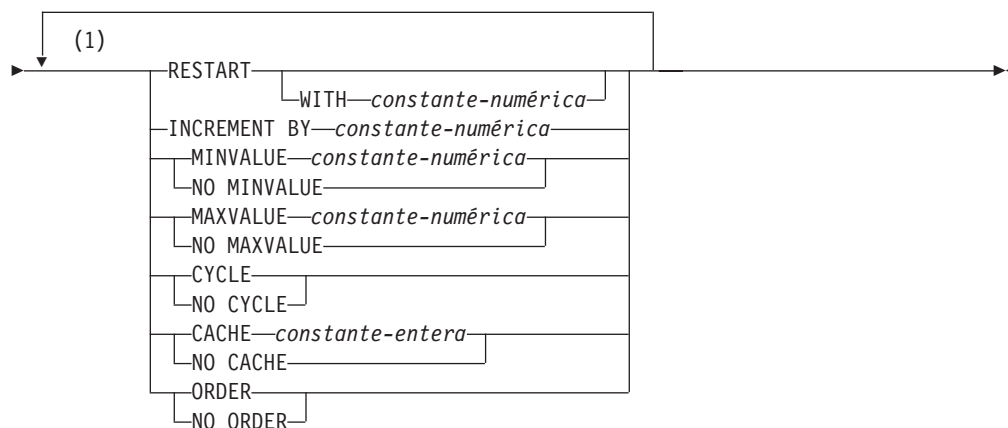 (1)
RESTART
WITH constante-numérica
INCREMENT BY constante-numérica
MINVALUE constante-numérica
NO MINVALUE
MAXVALUE constante-numérica
NO MAXVALUE
CYCLE
NO CYCLE
CACHE constante-entera
NO CACHE
ORDER
NO ORDER